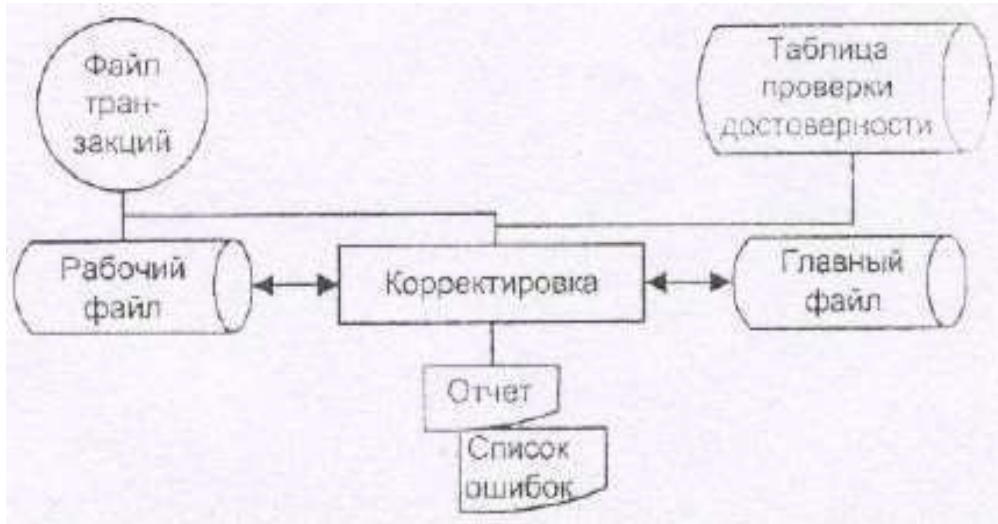 Файл
тран-
закций
Таблица
проверки
достоверности
Рабочий
файл
Корректировка
Главный
файл
Отчет
Список
ошибок